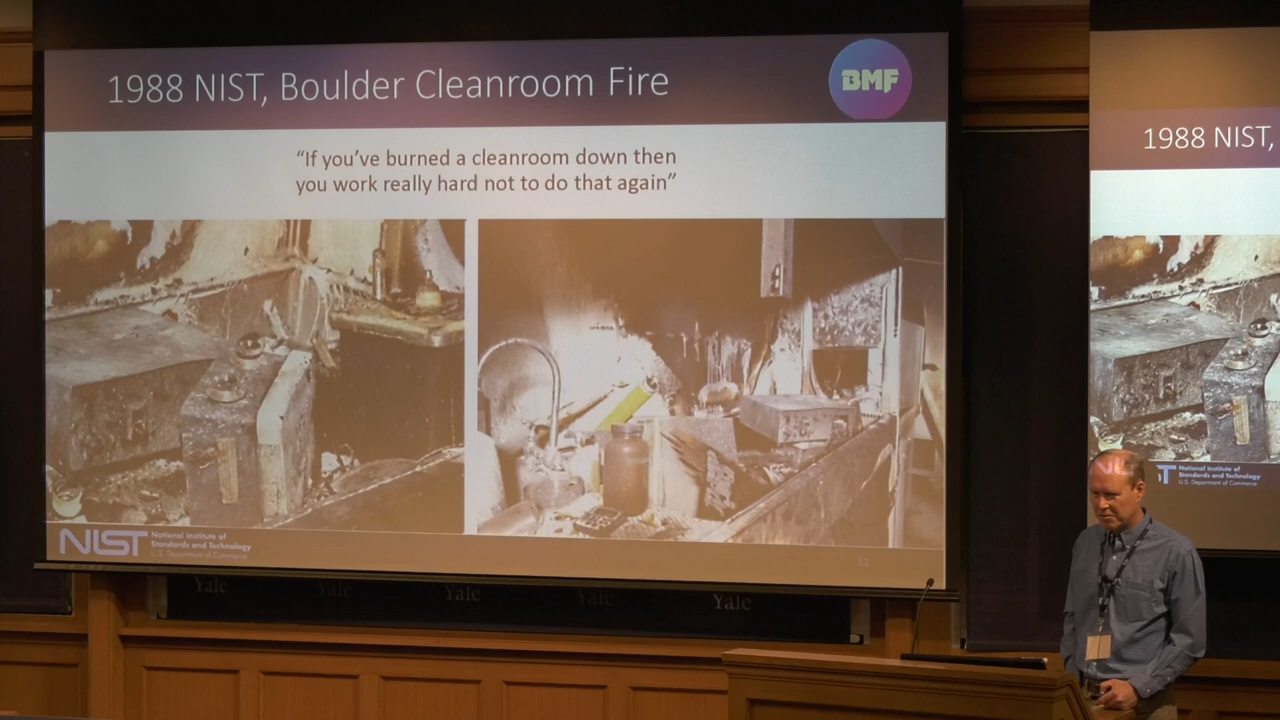 1988 NIST, Boulder Cleanroom Fire
BMF
“If you’ve burned a cleanroom down then
you work really hard not to do that again”
NIST
National Institute of
Standards and Technology
U.S. Department of Commerce
33
Yale
Yale
Yale
Yale
Yale
1988 NIST,
National Institute of
Standards and Technology
U.S. Department of Commerce